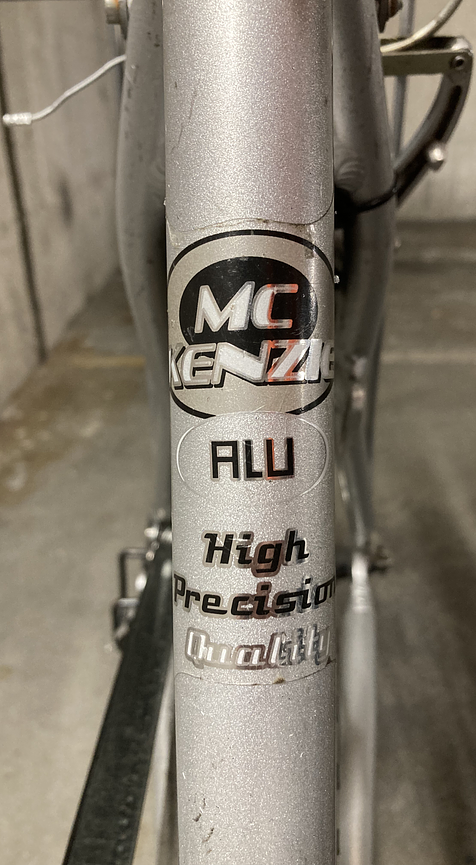 MC
KENZIE
ALU
High
Precision
Quality